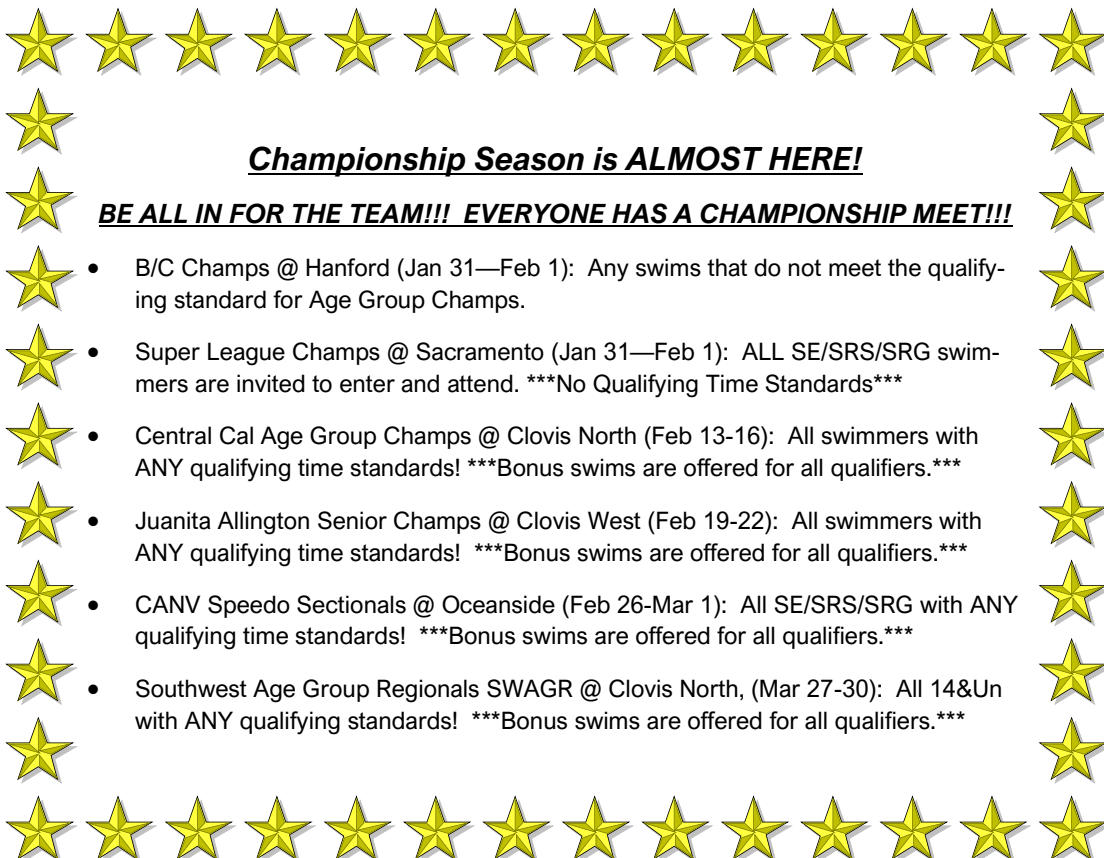 Championship Season is ALMOST HERE!
BE ALL IN FOR THE TEAM!!! EVERYONE HAS A CHAMPIONSHIP MEET!!!
• B/C Champs @ Hanford (Jan 31—Feb 1): Any swims that do not meet the qualify-
ing standard for Age Group Champs.
• Super League Champs @ Sacramento (Jan 31—Feb 1): ALL SE/SRS/SRG swim-
mers are invited to enter and attend. ***No Qualifying Time Standards***
• Central Cal Age Group Champs @ Clovis North (Feb 13-16): All swimmers with
ANY qualifying time standards! ***Bonus swims are offered for all qualifiers.***
• Juanita Allington Senior Champs @ Clovis West (Feb 19-22): All swimmers with
ANY qualifying time standards! ***Bonus swims are offered for all qualifiers.***
• CANV Speedo Sectionals @ Oceanside (Feb 26-Mar 1): All SE/SRS/SRG with ANY
qualifying time standards! ***Bonus swims are offered for all qualifiers.***
• Southwest Age Group Regionals SWAGR @ Clovis North, (Mar 27-30): All 14&Un
with ANY qualifying standards! ***Bonus swims are offered for all qualifiers.***